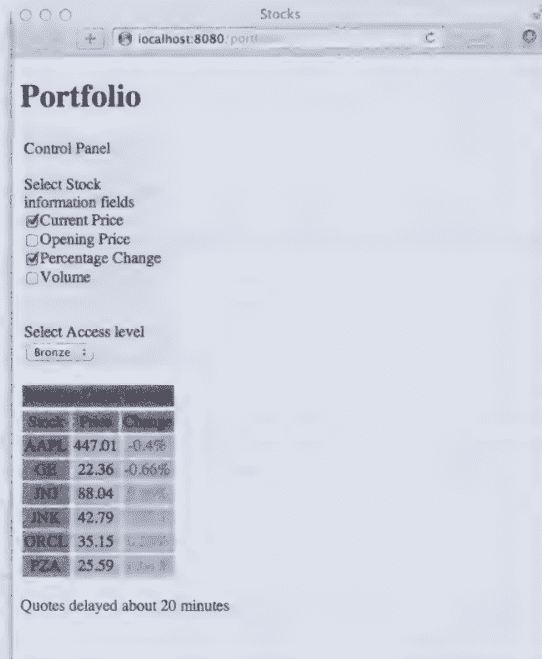 Stocks
localhost:8080/port
Portfolio
Control Panel
Select Stock
information fields
Current Price
Opening Price
Percentage Change
Volume
Select Access level
Bronze
Stock Price Change
AAPL 447.01 -0.4%
GE 22.36 -0.66%
JNJ 88.04
JNK 42.79
ORCL 35.15
PZA 25.59
Quotes delayed about 20 minutes